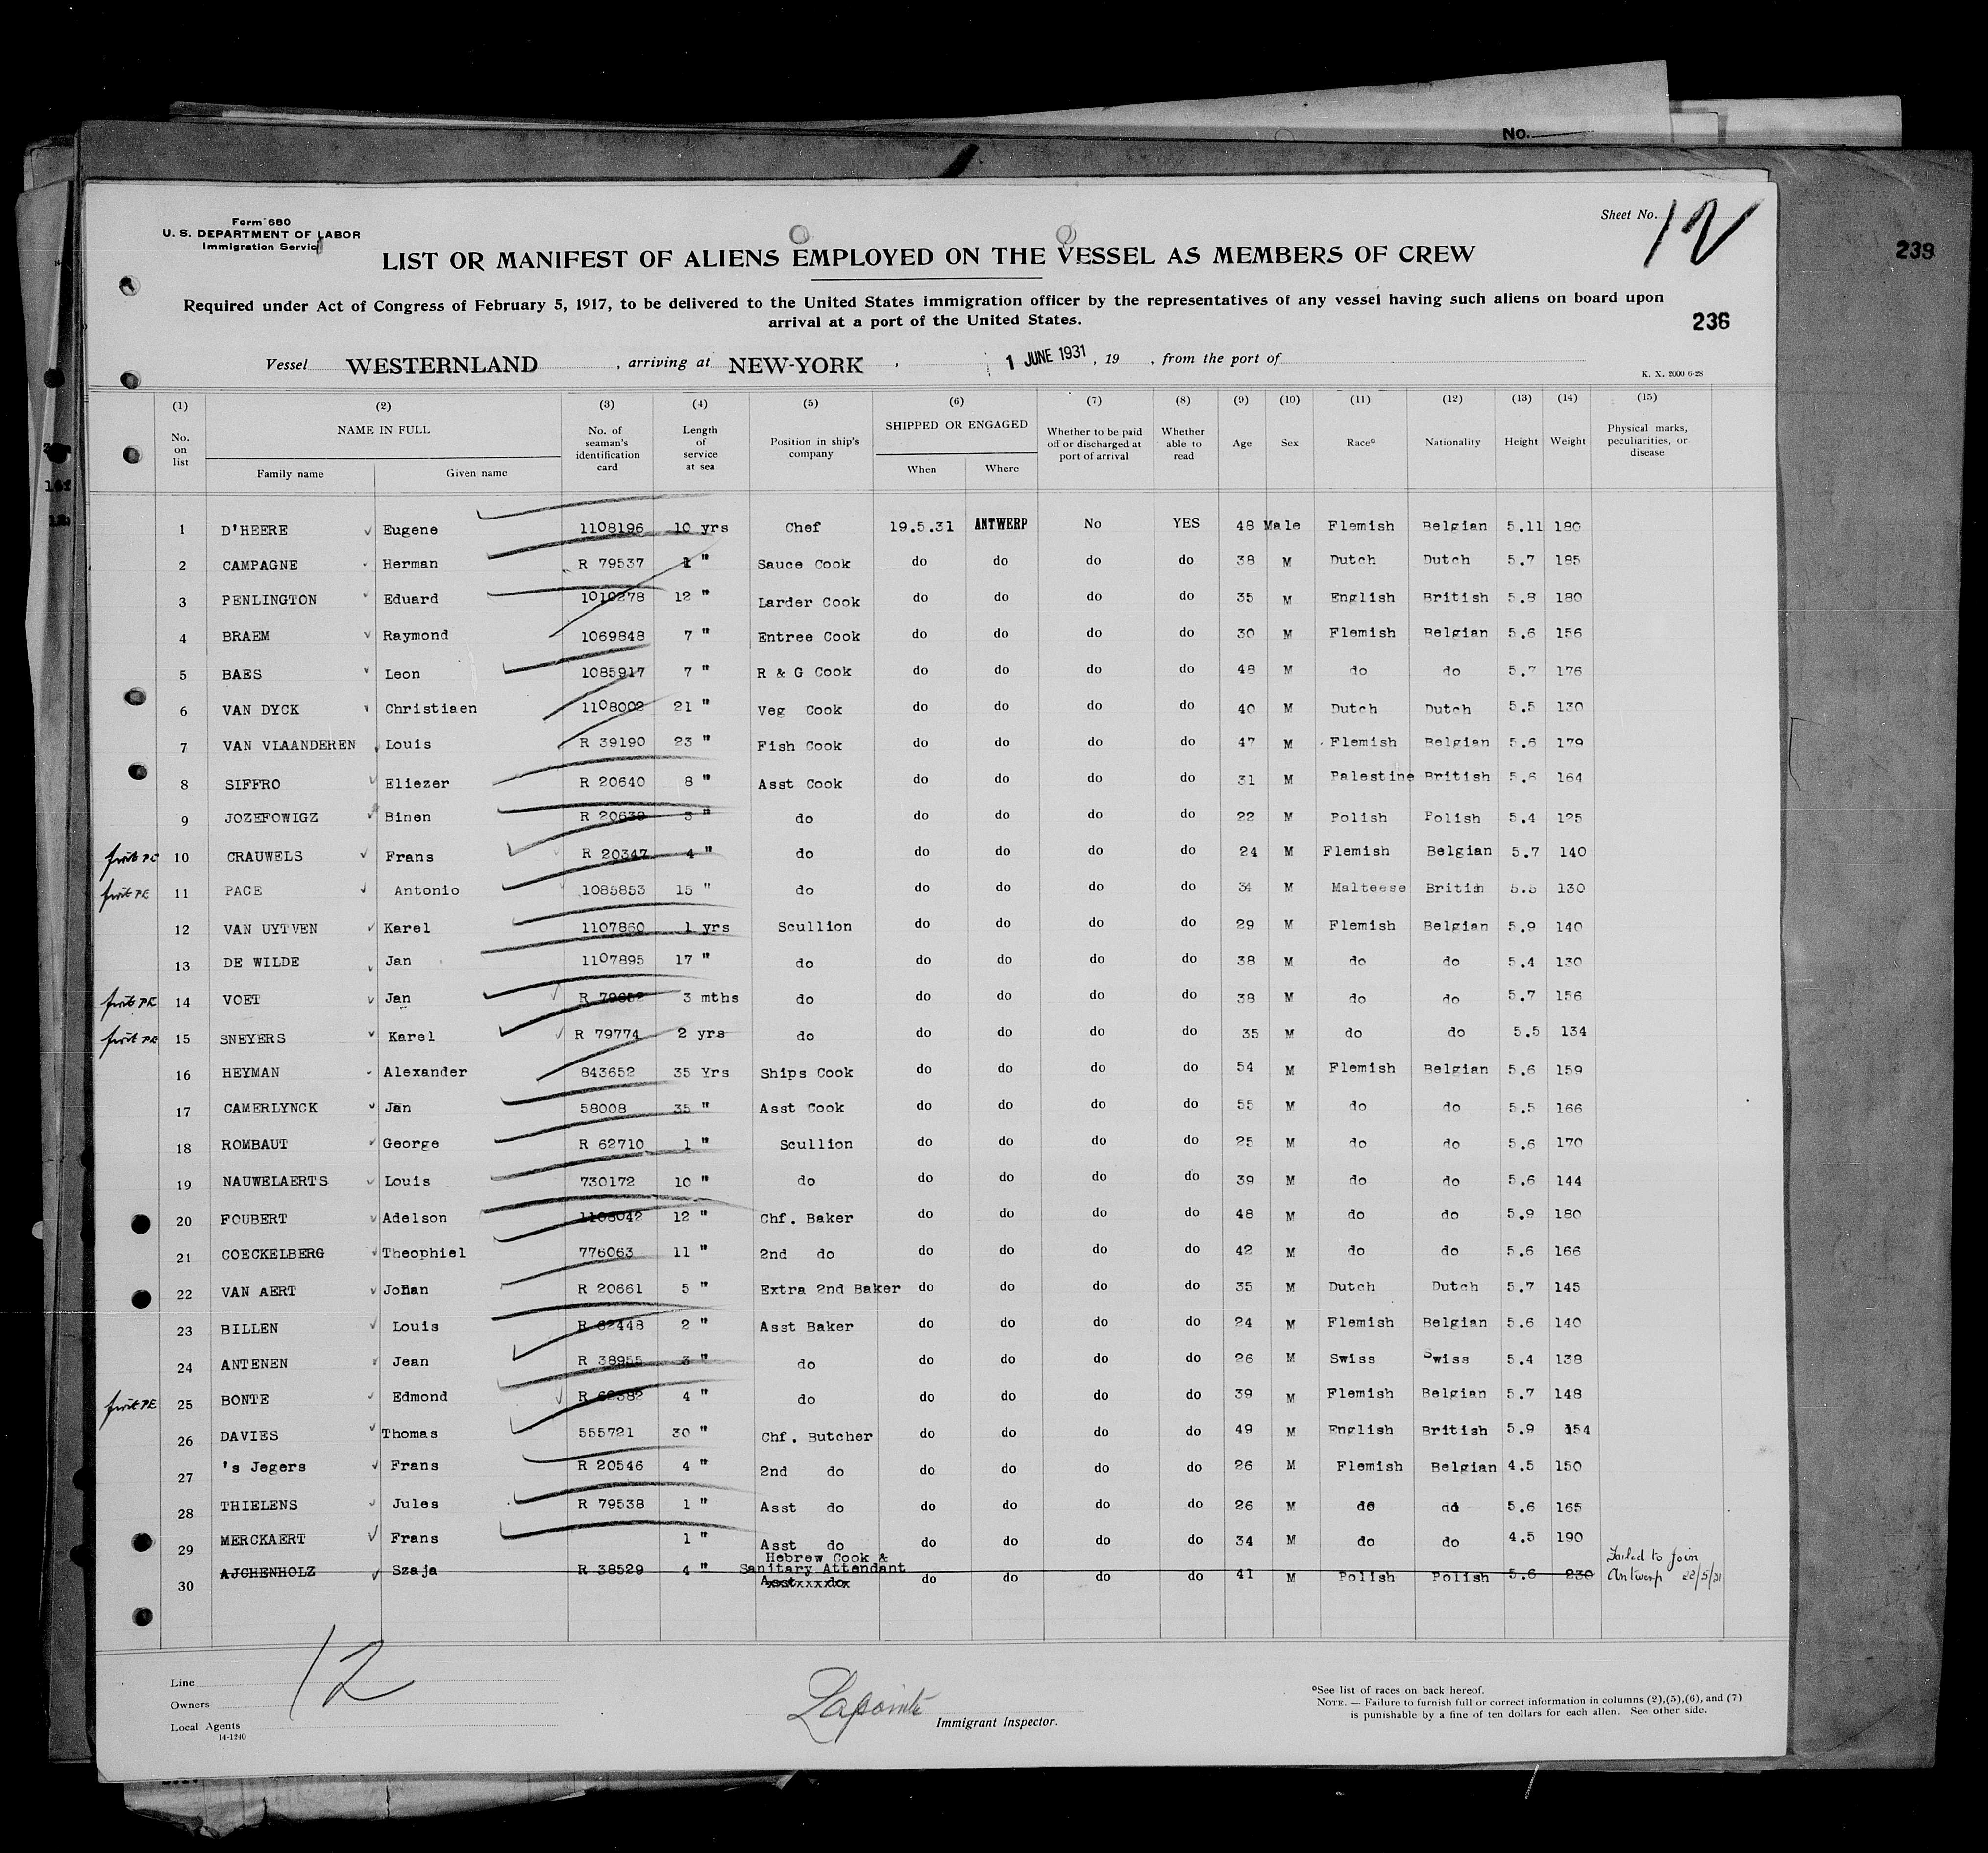 No.
Form 680
U. S. DEPARTMENT OF LABOR
Immigration Servic
Sheet No. 12
239
LIST OR MANIFEST OF ALIENS EMPLOYED ON THE VESSEL AS MEMBERS OF CREW
Required under Act of Congress of February 5, 1917, to be delivered to the United States immigration officer by the representatives of any vessel having such aliens on board upon
arrival at a port of the United States.
236
Vessel WESTERNLAND, arriving at NEW-YORK, 1 JUNE 1931, 19 , from the port of
K. X. 2000 6-28
(1) (2) (3) (4) (5) (6) (7) (8) (9) (10) (11) (12) (13) (14) (15)
No. on list NAME IN FULL Family name Given name No. of seaman's identification card Length of service at sea Position in ship's company SHIPPED OR ENGAGED When Where Whether to be paid off or discharged at port of arrival Whether able to read Age Sex Race* Nationality Height Weight Physical marks, peculiarities, or disease
1 D'HEERE Eugene 1108196 10 yrs Chef 19.5.31 ANTWERP No YES 48 Male Flemish Belgian 5.11 180
2 CAMPAGNE Herman R 79537 1 " Sauce Cook do do do do 38 M Dutch Dutch 5.7 185
3 PENLINGTON Eduard 1010278 12 " Larder Cook do do do do 35 M English British 5.8 180
4 BRAEM Raymond 1069848 7 " Entree Cook do do do do 30 M Flemish Belgian 5.6 156
5 BAES Leon 1085917 7 " R & G Cook do do do do 48 M do do 5.7 176
6 VAN DYCK Christiaen 1108002 21 " Veg Cook do do do do 40 M Dutch Dutch 5.5 130
7 VAN VLAANDEREN Louis R 39190 23 " Fish Cook do do do do 47 M Flemish Belgian 5.6 179
8 SIFFRO Eliezer R 20640 8 " Asst Cook do do do do 31 M Palestine British 5.6 164
9 JOZEFOWIGZ Binen R 20639 3 " do do do do do 22 M Polish Polish 5.4 125
10 CRAUWELS Frans R 20347 4 " do do do do do 24 M Flemish Belgian 5.7 140
11 PACE Antonio 1085853 15 " do do do do do 34 M Malteese British 5.5 130
12 VAN UYTVEN Karel 1107860 1 yrs Scullion do do do do 29 M Flemish Belgian 5.9 140
13 DE WILDE Jan 1107895 17 " do do do do do 38 M do do 5.4 130
14 VOET Jan R 79652 3 mths do do do do do 38 M do do 5.7 156
15 SNEYERS Karel R 79774 2 yrs do do do do do 35 M do do 5.5 134
16 HEYMAN Alexander 843652 35 Yrs Ships Cook do do do do 54 M Flemish Belgian 5.6 159
17 CAMERLYNCK Jan 58008 35 " Asst Cook do do do do 55 M do do 5.5 166
18 ROMBAUT George R 62710 1 " Scullion do do do do 25 M do do 5.6 170
19 NAUWELAERTS Louis 730172 10 " do do do do do 39 M do do 5.6 144
20 FOUBERT Adelson 1108042 12 " Chf. Baker do do do do 48 M do do 5.9 180
21 COECKELBERG Theophiel 776063 11 " 2nd do do do do do 42 M do do 5.6 166
22 VAN AERT Johan R 20661 5 " Extra 2nd Baker do do do do 35 M Dutch Dutch 5.7 145
23 BILLEN Louis R 62448 2 " Asst Baker do do do do 24 M Flemish Belgian 5.6 140
24 ANTENEN Jean R 38955 3 " do do do do do 26 M Swiss Swiss 5.4 138
25 BONTE Edmond R 62382 4 " do do do do do 39 M Flemish Belgian 5.7 148
26 DAVIES Thomas 555721 30 " Chf. Butcher do do do do 49 M English British 5.9 154
27 's Jegers Frans R 20546 4 " 2nd do do do do do 26 M Flemish Belgian 4.5 150
28 THIELENS Jules R 79538 1 " Asst do do do do do 26 M do do 5.6 165
29 MERCKAERT Frans 1 " Asst do do do do do 34 M do do 4.5 190
30 AJCHENHOLZ Szaja R 38529 4 " Hebrew Cook & Sanitary Attendant do do do do 41 M Polish Polish 5.6 230 Failed to join Antwerp 22/5/31
Line
Owners
Local Agents
14-1240
12
Lapointe
Immigrant Inspector.
*See list of races on back hereof.
NOTE. — Failure to furnish full or correct information in columns (2),(5),(6), and (7)
is punishable by a fine of ten dollars for each alien. See other side.